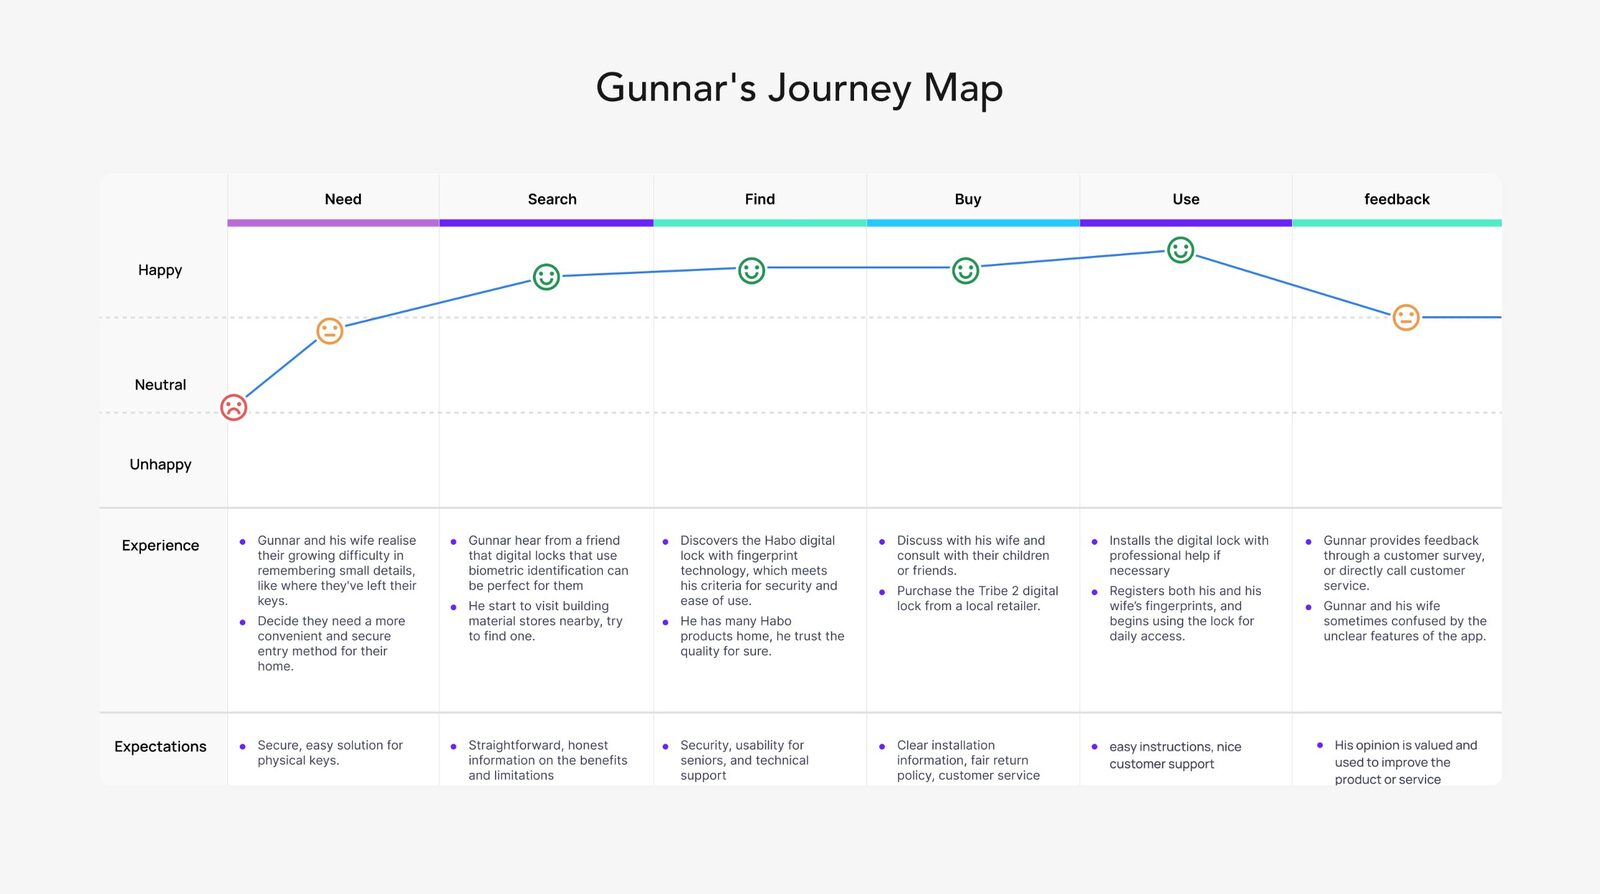 Gunnar's Journey Map
Need
Search
Find
Buy
Use
feedback
Happy
Neutral
Unhappy
Experience
Gunnar and his wife realise
their growing difficulty in
remembering small details,
like where they've left their
keys.
Decide they need a more
convenient and secure
entry method for their
home.
Gunnar hear from a friend
that digital locks that use
biometric identification can
be perfect for them
He start to visit building
material stores nearby, try
to find one.
Discovers the Habo digital
lock with fingerprint
technology, which meets
his criteria for security and
ease of use.
He has many Habo
products home, he trust the
quality for sure.
Discuss with his wife and
consult with their children
or friends.
Purchase the Tribe 2 digital
lock from a local retailer.
Installs the digital lock with
professional help if
necessary
Registers both his and his
wife's fingerprints, and
begins using the lock for
daily access.
Gunnar provides feedback
through a customer survey,
or directly call customer
service.
Gunnar and his wife
sometimes confused by the
unclear features of the app.
Expectations
Secure, easy solution for
physical keys.
Straightforward, honest
information on the benefits
and limitations
Security, usability for
seniors, and technical
support
Clear installation
information, fair return
policy, customer service
easy instructions, nice
customer support
His opinion is valued and
used to improve the
product or service